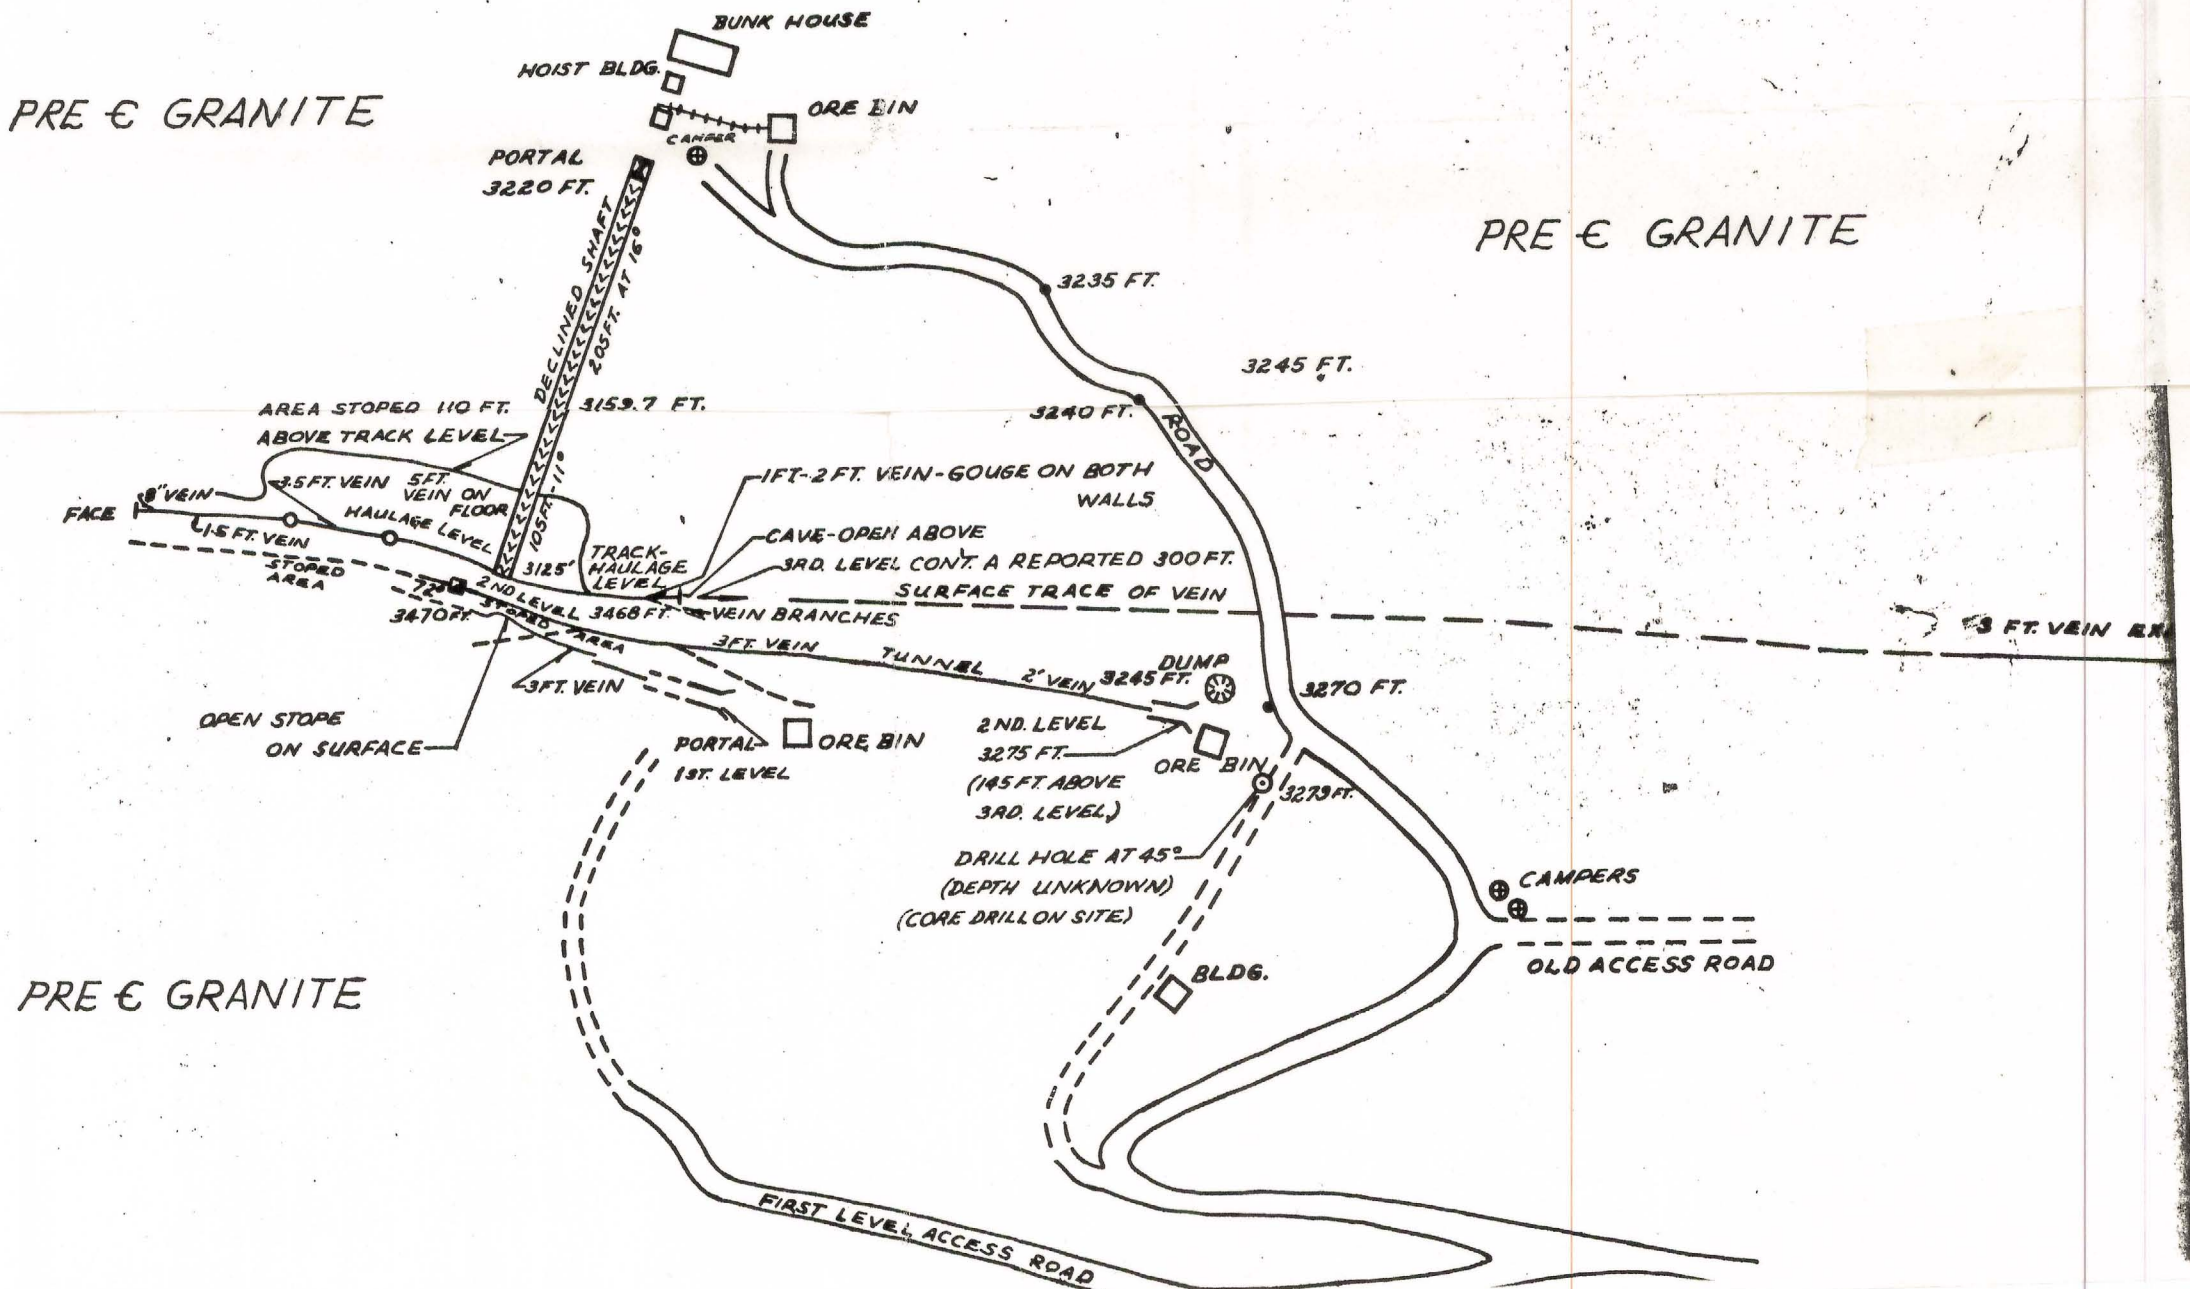 BUNK HOUSE
HOIST BLDG.
PRE Є GRANITE
ORE BIN
CAMPER
PORTAL
3220 FT.
PRE Є GRANITE
DECLINED SHAFT
205FT. AT 16°
3235 FT.
3245 FT.
3240 FT.
ROAD
AREA STOPED 110 FT.
ABOVE TRACK LEVEL
3159.7 FT.
8" VEIN
3.5 FT. VEIN
5 FT.
VEIN ON
FLOOR
105 FT.-11°
1FT-2 FT. VEIN-GOUGE ON BOTH
WALLS
FACE
1.5 FT. VEIN
HAULAGE LEVEL
CAVE-OPEN ABOVE
TRACK-
HAULAGE
LEVEL
3RD. LEVEL CON'T. A REPORTED 300 FT.
STOPED
AREA
3125'
SURFACE TRACE OF VEIN
72°
2ND LEVEL
3468 FT.
VEIN BRANCHES
3470 FT.
STOPED AREA
3 FT. VEIN
3FT. VEIN
TUNNEL
2' VEIN
DUMP
3245 FT.
3270 FT.
3FT. VEIN
OPEN STOPE
ON SURFACE
PORTAL
1ST. LEVEL
ORE BIN
2ND. LEVEL
3275 FT.
(145 FT. ABOVE
3RD. LEVEL)
ORE BIN
3273 FT.
DRILL HOLE AT 45°
(DEPTH UNKNOWN)
(CORE DRILL ON SITE)
CAMPERS
OLD ACCESS ROAD
BLDG.
PRE Є GRANITE
FIRST LEVEL ACCESS ROAD